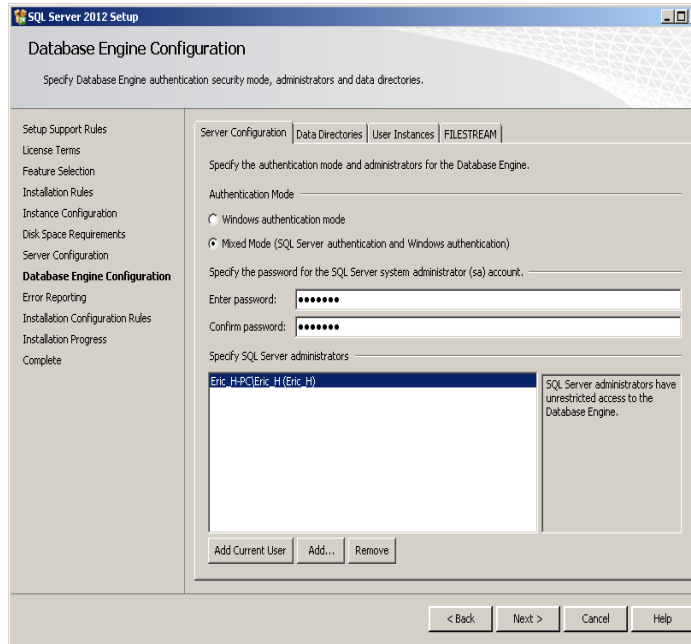 SQL Server 2012 Setup
Database Engine Configuration
Specify Database Engine authentication security mode, administrators and data directories.
Setup Support Rules
License Terms
Feature Selection
Installation Rules
Instance Configuration
Disk Space Requirements
Server Configuration
Database Engine Configuration
Error Reporting
Installation Configuration Rules
Installation Progress
Complete
Server Configuration Data Directories User Instances FILESTREAM
Specify the authentication mode and administrators for the Database Engine.
Authentication Mode
Windows authentication mode
Mixed Mode (SQL Server authentication and Windows authentication)
Specify the password for the SQL Server system administrator (sa) account.
Enter password: ●●●●●●●
Confirm password: ●●●●●●●
Specify SQL Server administrators
Eric_H-PC\Eric_H (Eric_H)
SQL Server administrators have
unrestricted access to the
Database Engine.
Add Current User Add... Remove
< Back Next > Cancel Help